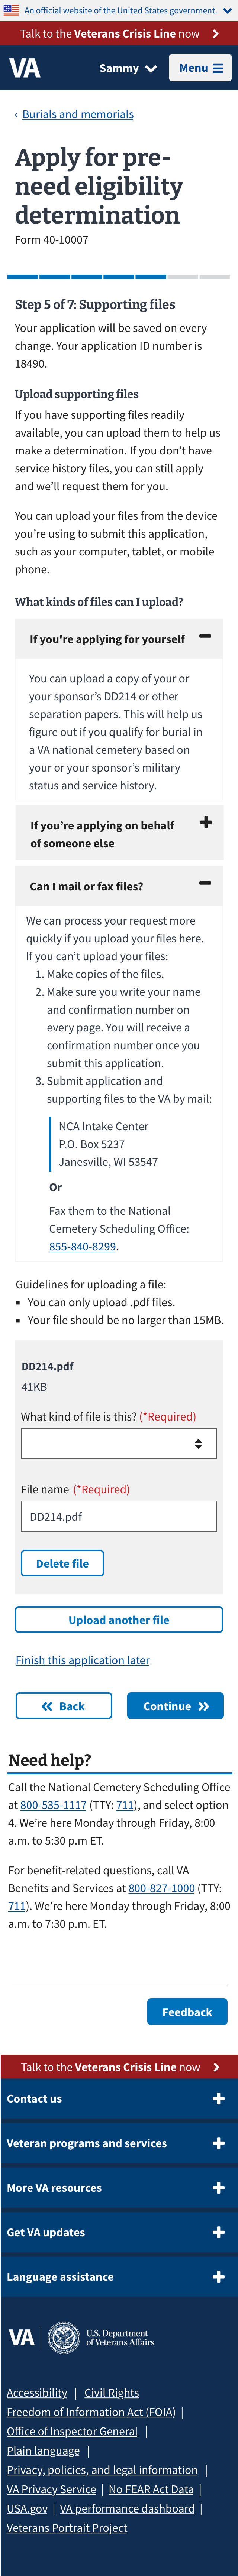 An official website of the United States government.
Talk to the Veterans Crisis Line now
VA
Sammy
Menu
‹ Burials and memorials
Apply for pre-
need eligibility
determination
Form 40-10007
Step 5 of 7: Supporting files
Your application will be saved on every
change. Your application ID number is
18490.
Upload supporting files
If you have supporting files readily
available, you can upload them to help us
make a determination. If you don’t have
service history files, you can still apply
and we’ll request them for you.
You can upload your files from the device
you’re using to submit this application,
such as your computer, tablet, or mobile
phone.
What kinds of files can I upload?
If you're applying for yourself
You can upload a copy of your or
your sponsor’s DD214 or other
separation papers. This will help us
figure out if you qualify for burial in
a VA national cemetery based on
your or your sponsor’s military
status and service history.
If you’re applying on behalf
of someone else
Can I mail or fax files?
We can process your request more
quickly if you upload your files here.
If you can’t upload your files:
1. Make copies of the files.
2. Make sure you write your name
and confirmation number on
every page. You will receive a
confirmation number once you
submit this application.
3. Submit application and
supporting files to the VA by mail:
NCA Intake Center
P.O. Box 5237
Janesville, WI 53547
Or
Fax them to the National
Cemetery Scheduling Office:
855-840-8299.
Guidelines for uploading a file:
▪ You can only upload .pdf files.
▪ Your file should be no larger than 15MB.
DD214.pdf
41KB
What kind of file is this? (*Required)
File name (*Required)
DD214.pdf
Delete file
Upload another file
Finish this application later
Back
Continue
Need help?
Call the National Cemetery Scheduling Office
at 800-535-1117 (TTY: 711), and select option
4. We’re here Monday through Friday, 8:00
a.m. to 5:30 p.m ET.
For benefit-related questions, call VA
Benefits and Services at 800-827-1000 (TTY:
711). We’re here Monday through Friday, 8:00
a.m. to 7:30 p.m. ET.
Feedback
Talk to the Veterans Crisis Line now
Contact us
Veteran programs and services
More VA resources
Get VA updates
Language assistance
VA
U.S. Department
of Veterans Affairs
Accessibility | Civil Rights
Freedom of Information Act (FOIA) |
Office of Inspector General |
Plain language |
Privacy, policies, and legal information |
VA Privacy Service | No FEAR Act Data |
USA.gov | VA performance dashboard |
Veterans Portrait Project